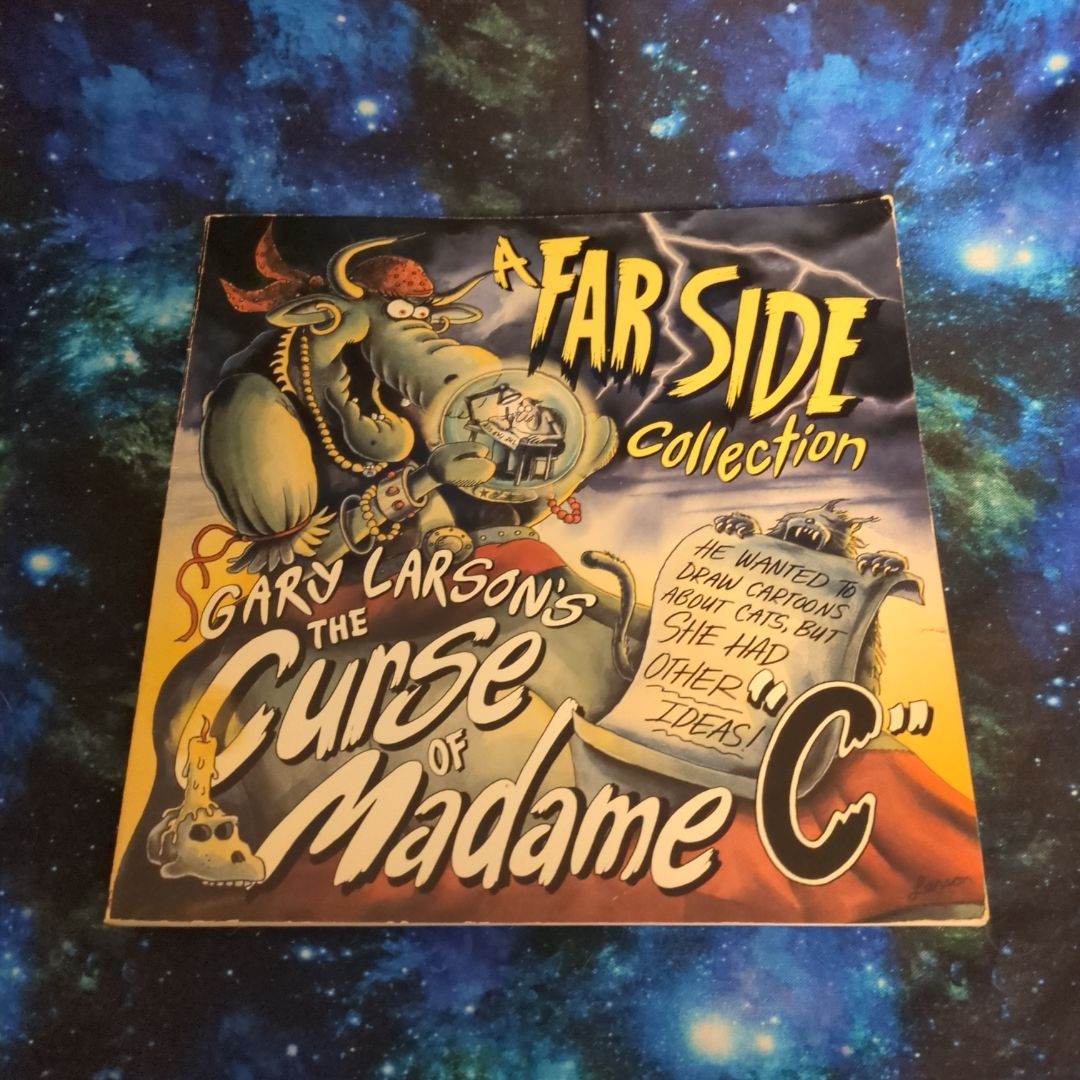 A FAR SIDE
collection
HE WANTED TO
DRAW CARTOONS
ABOUT CATS, BUT
SHE HAD
OTHER
IDEAS!
GARY LARSON'S
THE
Curse
OF
Madame
"C"
Larson